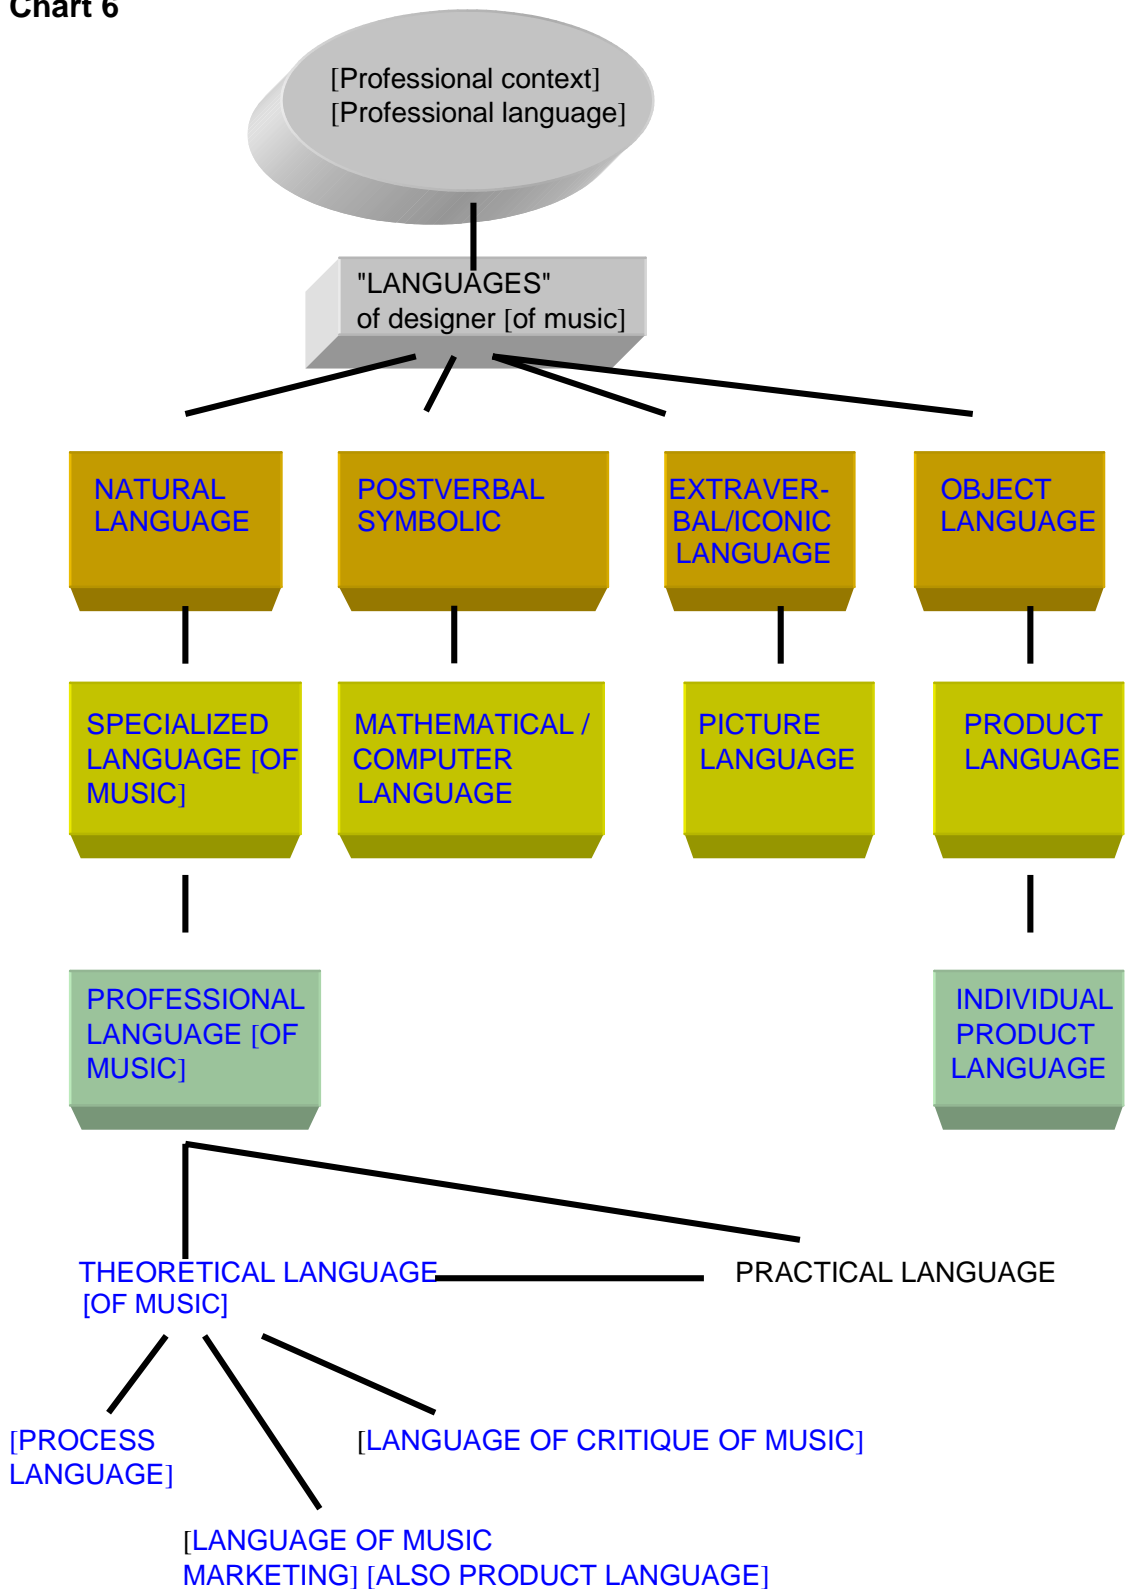 Chart 6
[Professional context]
[Professional language]
"LANGUAGES"
of designer [of music]
NATURAL
LANGUAGE
POSTVERBAL
SYMBOLIC
EXTRAVER-
BAL/ICONIC
LANGUAGE
OBJECT
LANGUAGE
SPECIALIZED
LANGUAGE [OF
MUSIC]
MATHEMATICAL /
COMPUTER
LANGUAGE
PICTURE
LANGUAGE
PRODUCT
LANGUAGE
PROFESSIONAL
LANGUAGE [OF
MUSIC]
INDIVIDUAL
PRODUCT
LANGUAGE
THEORETICAL LANGUAGE
[OF MUSIC]
PRACTICAL LANGUAGE
[PROCESS
LANGUAGE]
[LANGUAGE OF CRITIQUE OF MUSIC]
[LANGUAGE OF MUSIC
MARKETING] [ALSO PRODUCT LANGUAGE]